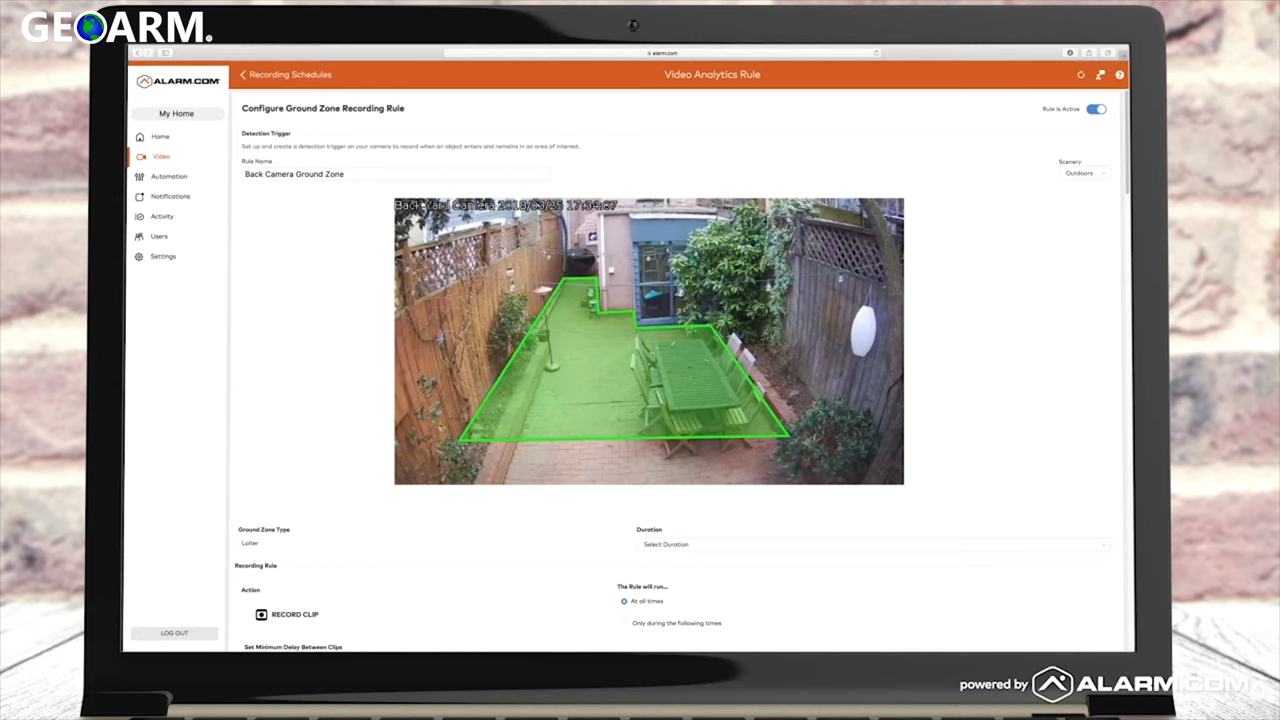 GEOARM.
alarm.com
ALARM.COM
Recording Schedules
Video Analytics Rule
My Home
Home
Video
Automation
Notifications
Activity
Users
Settings
LOG OUT
Configure Ground Zone Recording Rule
Rule Is Active
Detection Trigger
Set up and create a detection trigger on your camera to record when an object enters and remains in an area of interest.
Rule Name
Back Camera Ground Zone
Scenery
Outdoors
Back Yard Camera
Ground Zone Type
Loiter
Duration
Select Duration
Recording Rule
Action
RECORD CLIP
The Rule will run...
At all times
Only during the following times
Set Minimum Delay Between Clips
powered by ALARM.COM